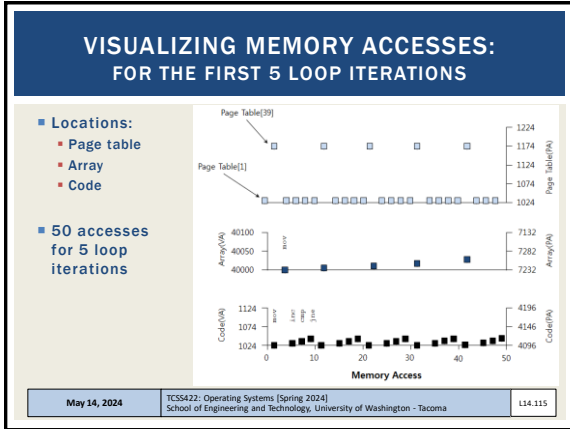 VISUALIZING MEMORY ACCESSES:
FOR THE FIRST 5 LOOP ITERATIONS
Locations:
Page table
Array
Code
50 accesses
for 5 loop
iterations
Page Table[39]
Page Table[1]
1224
1174
1124
1074
1024
Page Table(PA)
Array(VA)
40100
40050
40000
mov
7132
7282
7232
Array(PA)
Code(VA)
1124
1074
1024
mov
inc
cmp
jne
4196
4146
4096
Code(PA)
0 10 20 30 40 50
Memory Access
May 14, 2024
TCSS422: Operating Systems [Spring 2024]
School of Engineering and Technology, University of Washington - Tacoma
L14.115